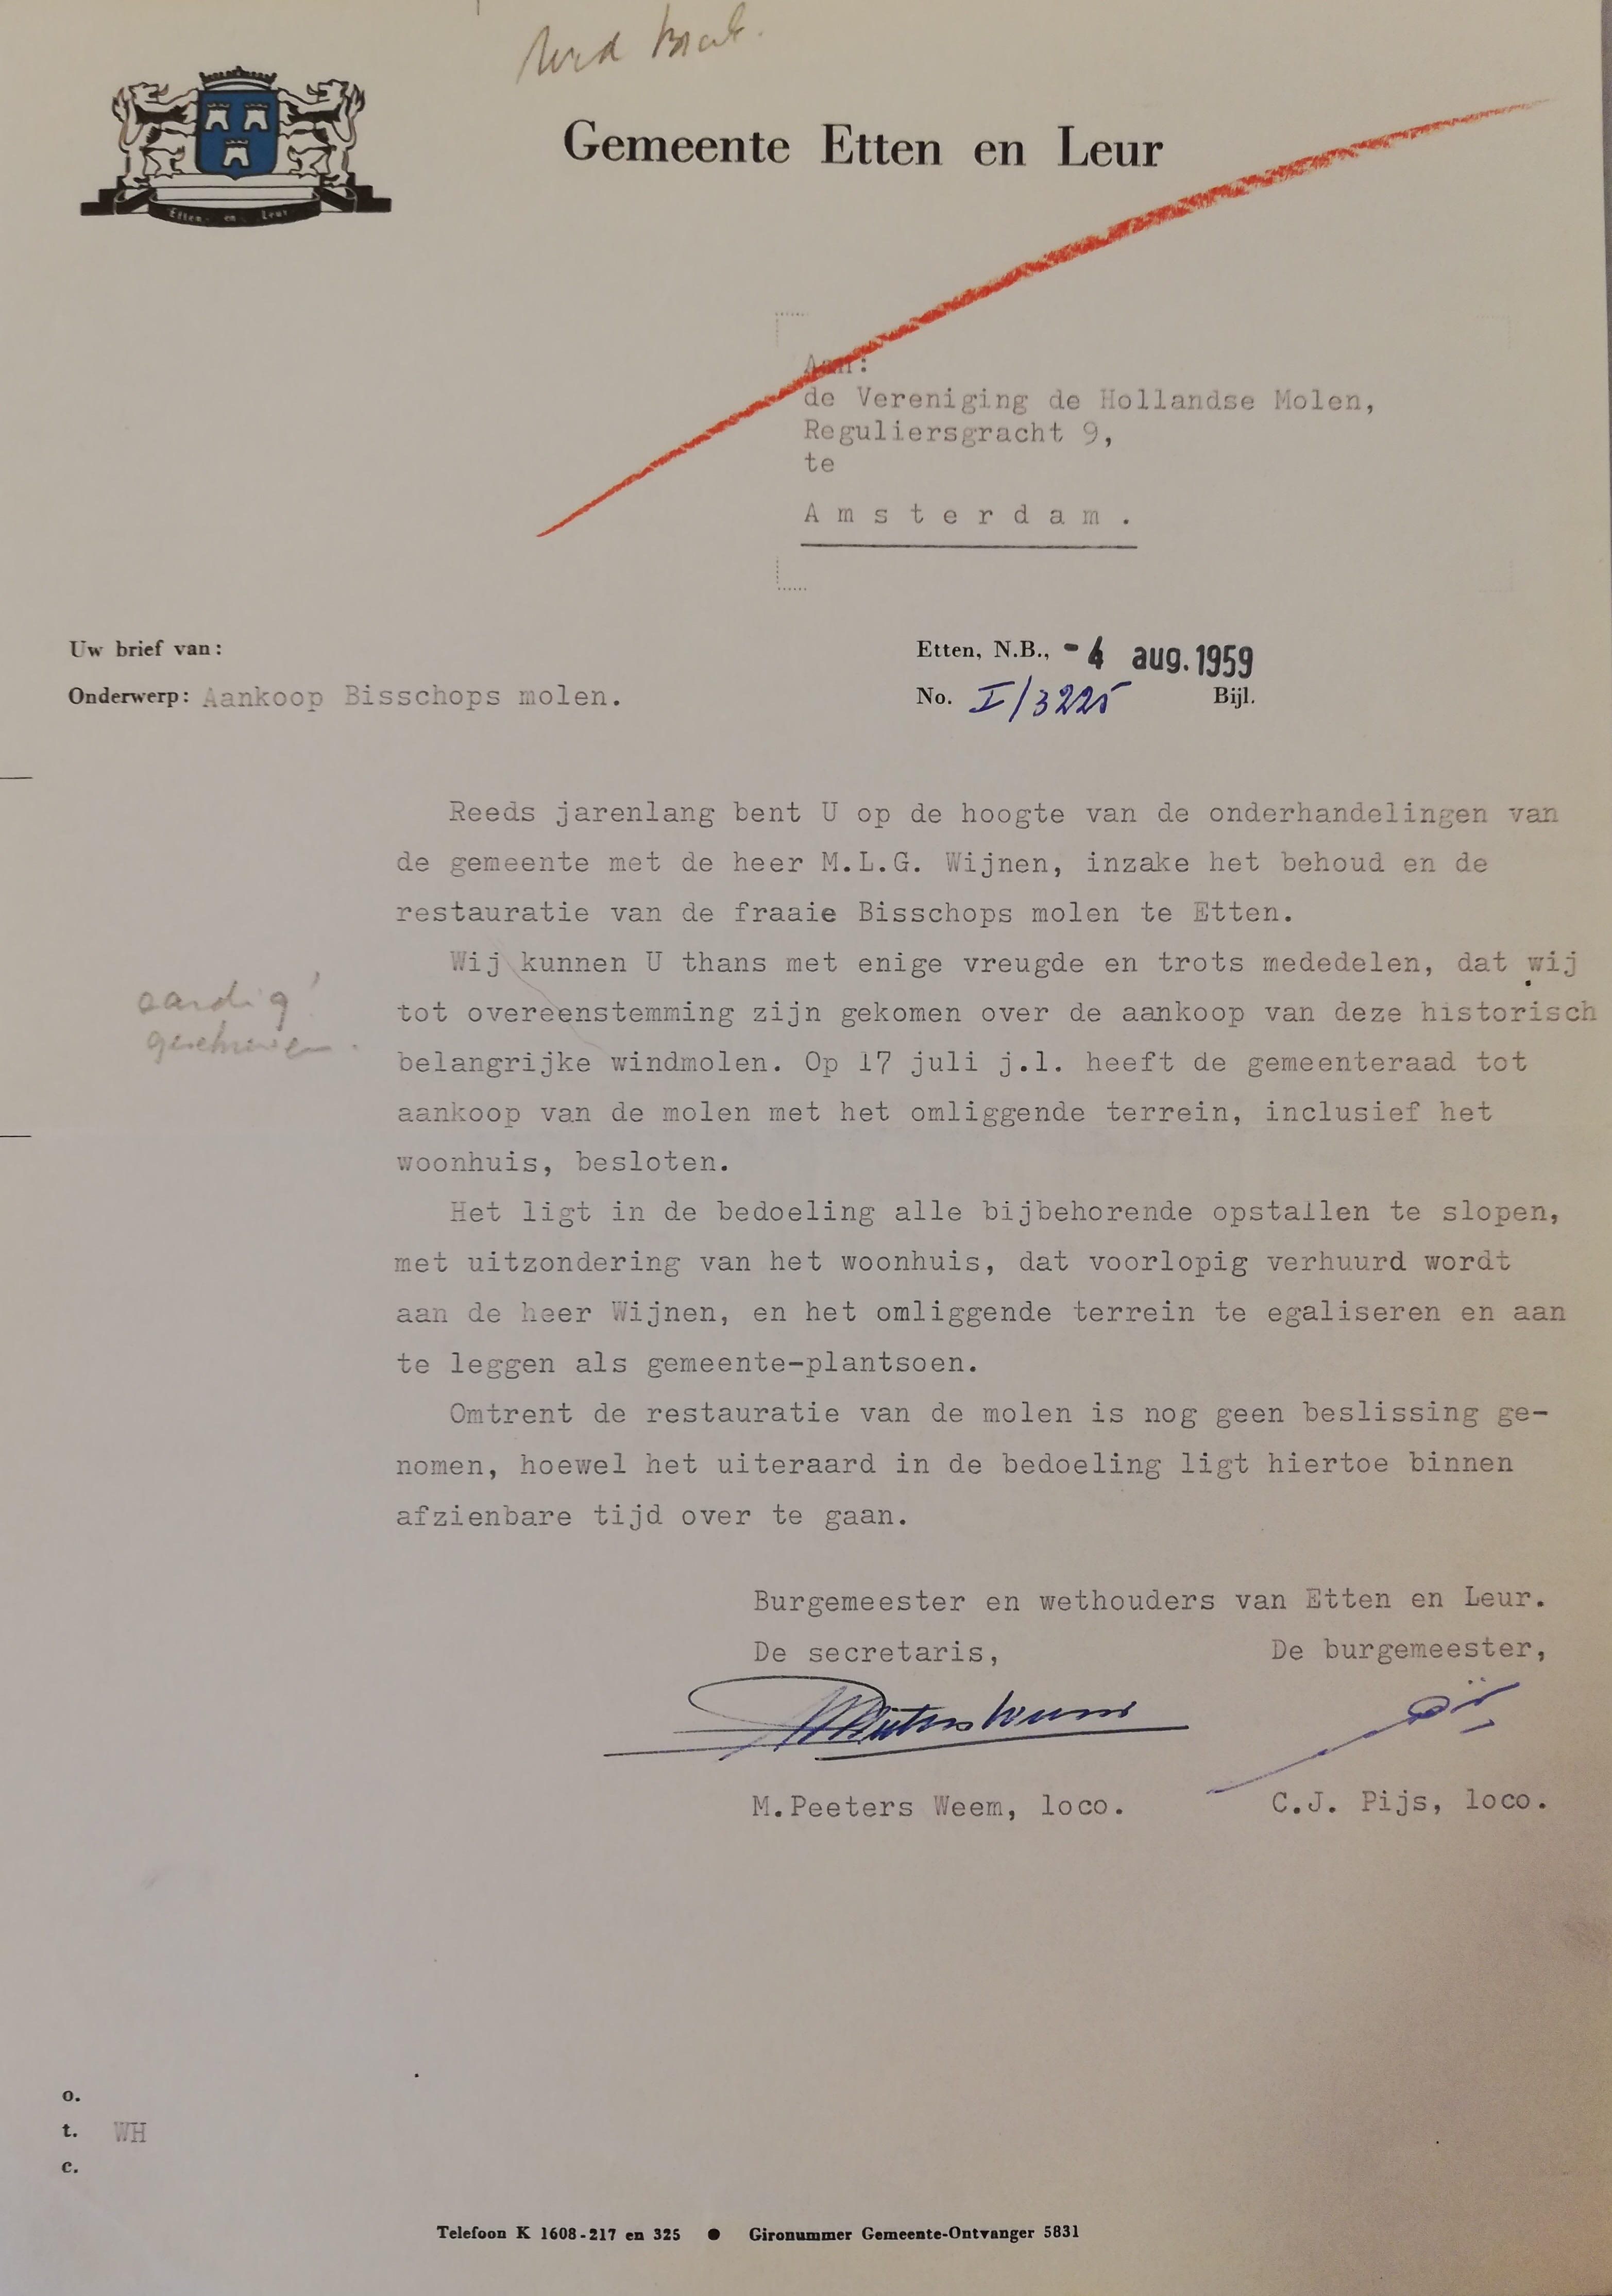 Noord Brab.
Etten en Leur
Gemeente Etten en Leur
Aan:
de Vereniging de Hollandse Molen,
Reguliersgracht 9,
te
Amsterdam.
Uw brief van:
Etten, N.B., -4 aug. 1959
Onderwerp: Aankoop Bisschops molen.
No. I/3225 Bijl.
Reeds jarenlang bent U op de hoogte van de onderhandelingen van
de gemeente met de heer M.L.G. Wijnen, inzake het behoud en de
restauratie van de fraaie Bisschops molen te Etten.
Wij kunnen U thans met enige vreugde en trots mededelen, dat wij
aardig!
geschreven.
tot overeenstemming zijn gekomen over de aankoop van deze historisch
belangrijke windmolen. Op 17 juli j.l. heeft de gemeenteraad tot
aankoop van de molen met het omliggende terrein, inclusief het
woonhuis, besloten.
Het ligt in de bedoeling alle bijbehorende opstallen te slopen,
met uitzondering van het woonhuis, dat voorlopig verhuurd wordt
aan de heer Wijnen, en het omliggende terrein te egaliseren en aan
te leggen als gemeente-plantsoen.
Omtrent de restauratie van de molen is nog geen beslissing ge-
nomen, hoewel het uiteraard in de bedoeling ligt hiertoe binnen
afzienbare tijd over te gaan.
Burgemeester en wethouders van Etten en Leur.
De secretaris, De burgemeester,
M.Peeters Weem, loco. C.J. Pijs, loco.
o.
t. WH
c.
Telefoon K 1608-217 en 325 ● Gironummer Gemeente-Ontvanger 5831